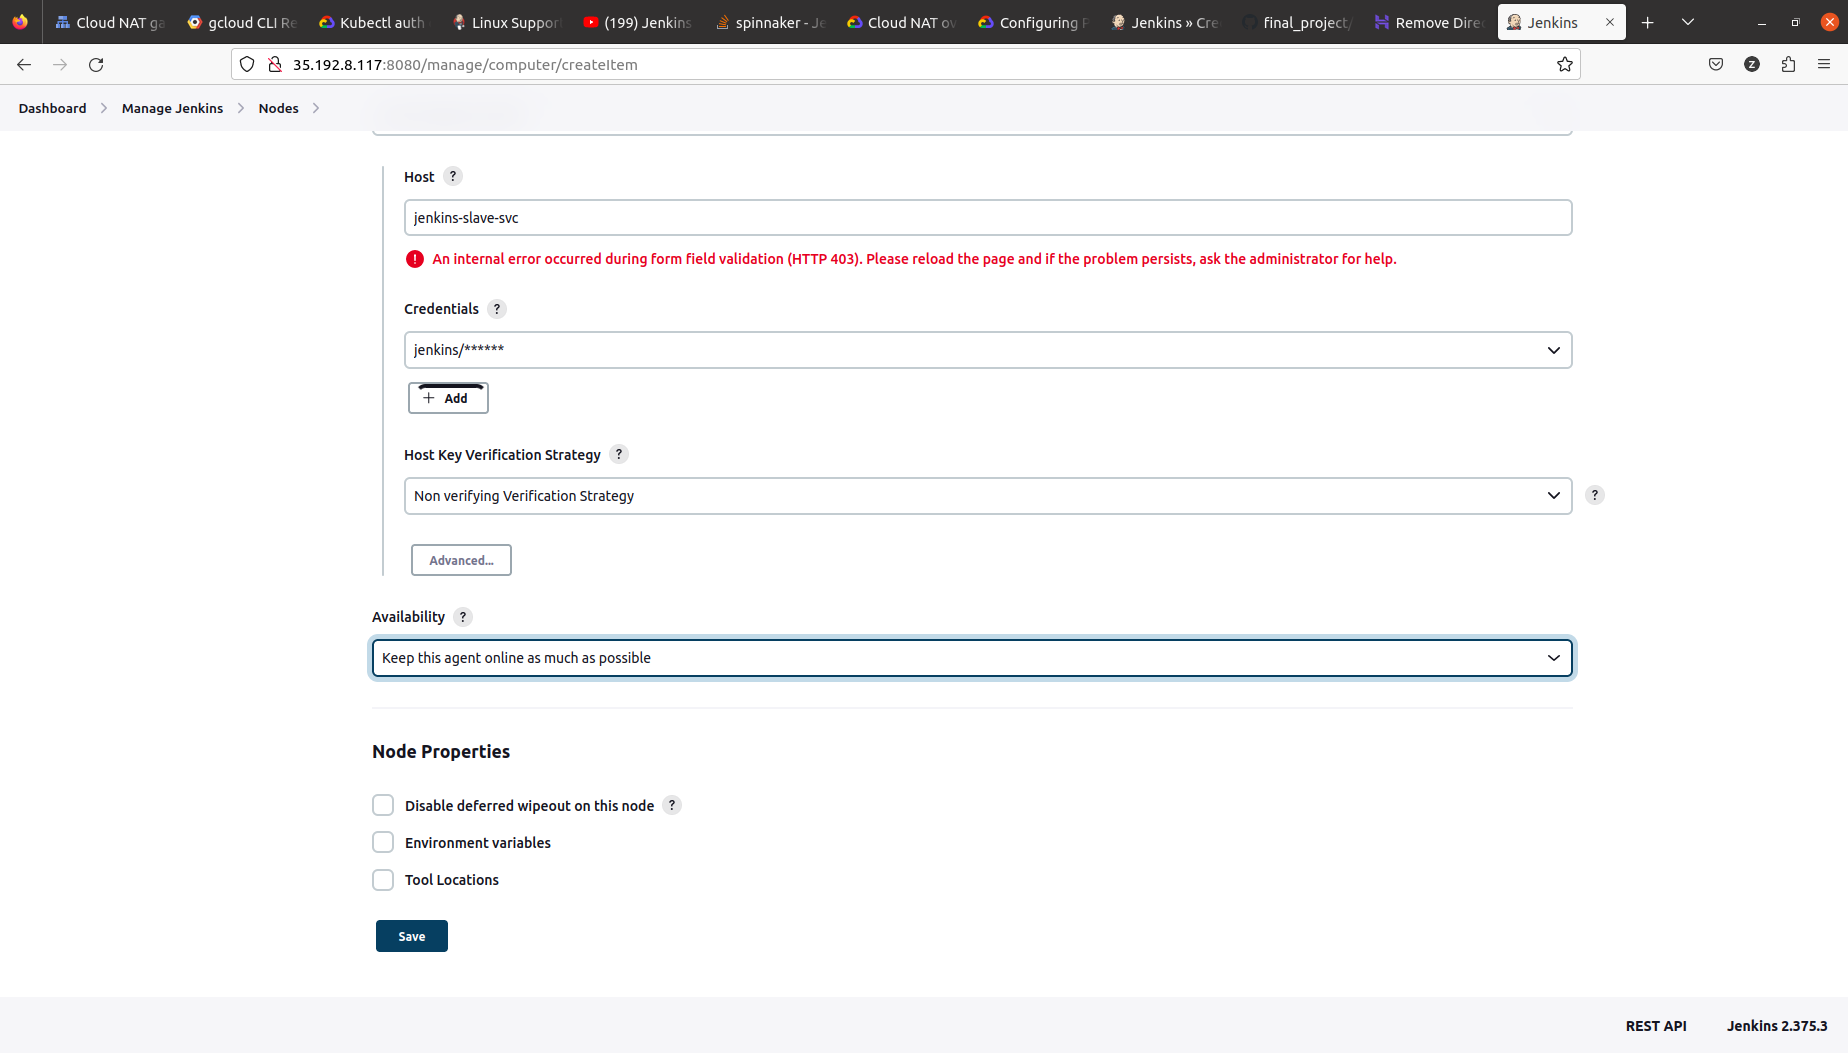 Cloud NAT ga
gcloud CLI Re
Kubectl auth
Linux Suppor
(199) Jenkins
spinnaker - Je
Cloud NAT ov
Configuring P
Jenkins » Cre
final_project/
Remove Dire
Jenkins
35.192.8.117:8080/manage/computer/createItem
Z
Dashboard
Manage Jenkins
Nodes
Host ?
jenkins-slave-svc
! An internal error occurred during form field validation (HTTP 403). Please reload the page and if the problem persists, ask the administrator for help.
Credentials ?
jenkins/******
+ Add
Host Key Verification Strategy ?
Non verifying Verification Strategy ?
Advanced...
Availability ?
Keep this agent online as much as possible
Node Properties
Disable deferred wipeout on this node ?
Environment variables
Tool Locations
Save
REST API Jenkins 2.375.3